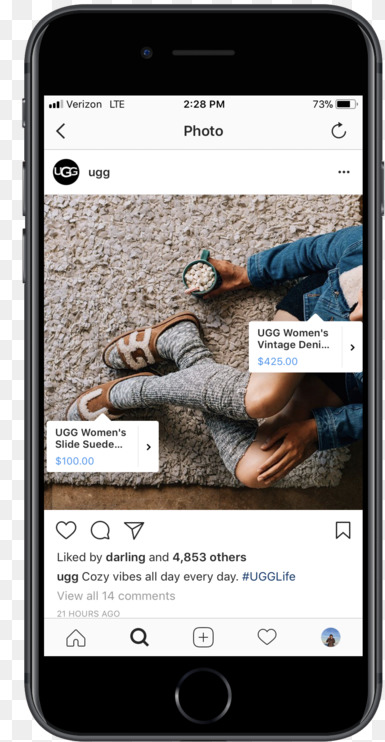 Verizon LTE 2:28 PM 73%
Photo
UGG ugg
UGG Women's
Vintage Deni...
$425.00
UGG Women's
Slide Suede...
$100.00
Liked by darling and 4,853 others
ugg Cozy vibes all day every day. #UGGLife
View all 14 comments
21 HOURS AGO